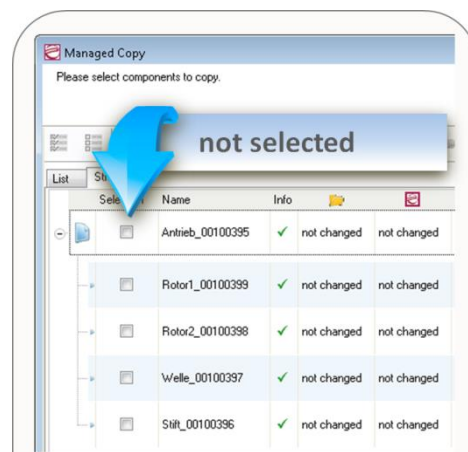 Managed Copy
Please select components to copy.
not selected
List
Name Info
Antrieb_00100395 not changed not changed
Rotor1_00100399 not changed not changed
Rotor2_00100398 not changed not changed
Welle_00100397 not changed not changed
Stift_00100396 not changed not changed